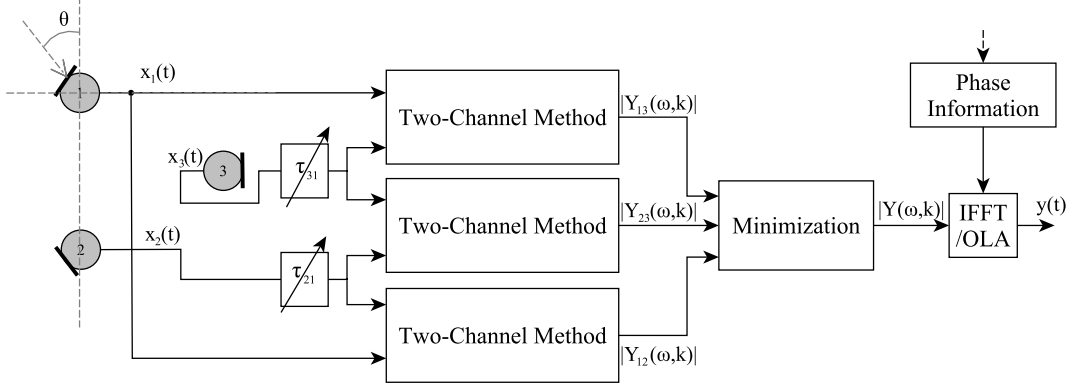 θ
1
x₁(t)
Two-Channel Method
|Y₁₃(ω,k)|
Phase
Information
x₃(t)
3
τ₃₁
2
x₂(t)
τ₂₁
Two-Channel Method
|Y₂₃(ω,k)|
Minimization
|Y(ω,k)|
IFFT
/OLA
y(t)
Two-Channel Method
|Y₁₂(ω,k)|